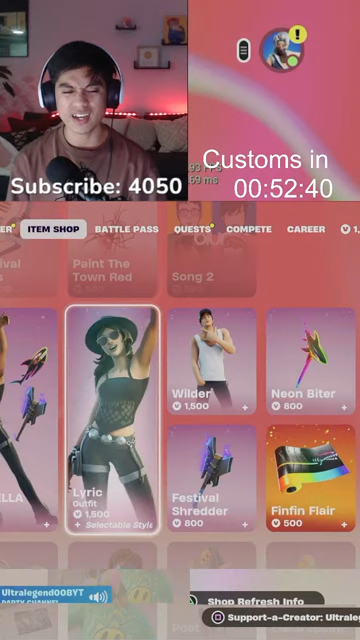 Subscribe: 4050
Customs in
00:52:40
ITEM SHOP
BATTLE PASS
QUESTS
COMPETE
CAREER
Paint The
Town Red
Song 2
Wilder
1,500
Neon Biter
800
Lyric
Outfit
1,500
+ Selectable Style
Festival
Shredder
800
Finfin Flair
500
Ultralegend00BYT
PARTY CHANNEL
Shop Refresh Info
Support-a-Creator: